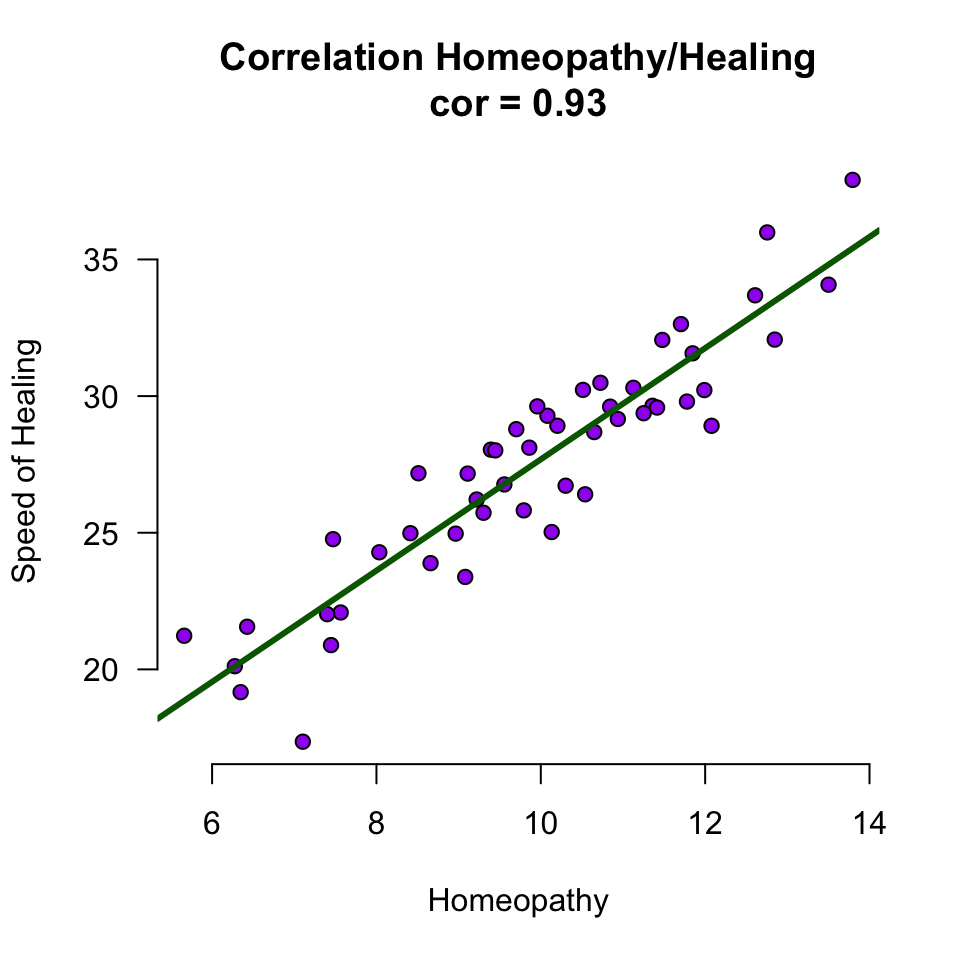 Correlation Homeopathy/Healing
cor = 0.93
Speed of Healing
35
30
25
20
6 8 10 12 14
Homeopathy